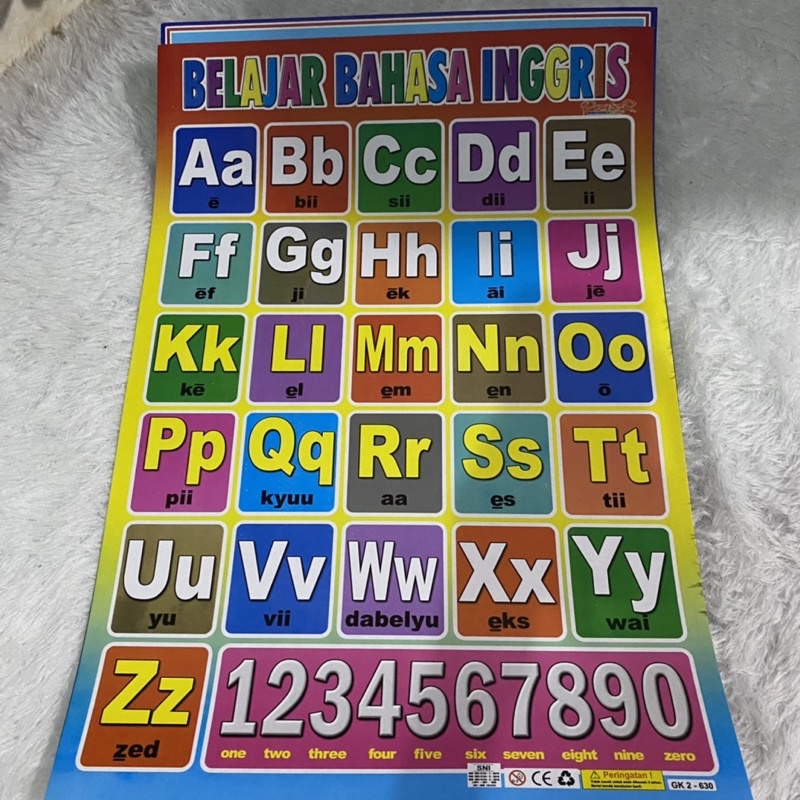 BELAJAR BAHASA INGGRIS
Aa Bb Cc Dd Ee
ē bii sii dii ii
Ff Gg Hh Ii Jj
ēf ji ēk āi jē
Kk Ll Mm Nn Oo
kē el em en ō
Pp Qq Rr Ss Tt
pii kyuu aa es tii
Uu Vv Ww Xx Yy
yu vii dabelyu eks wai
Zz 1234567890
zed one two three four five six seven eight nine zero
SNI CE Peringatan ! GK 2 - 630